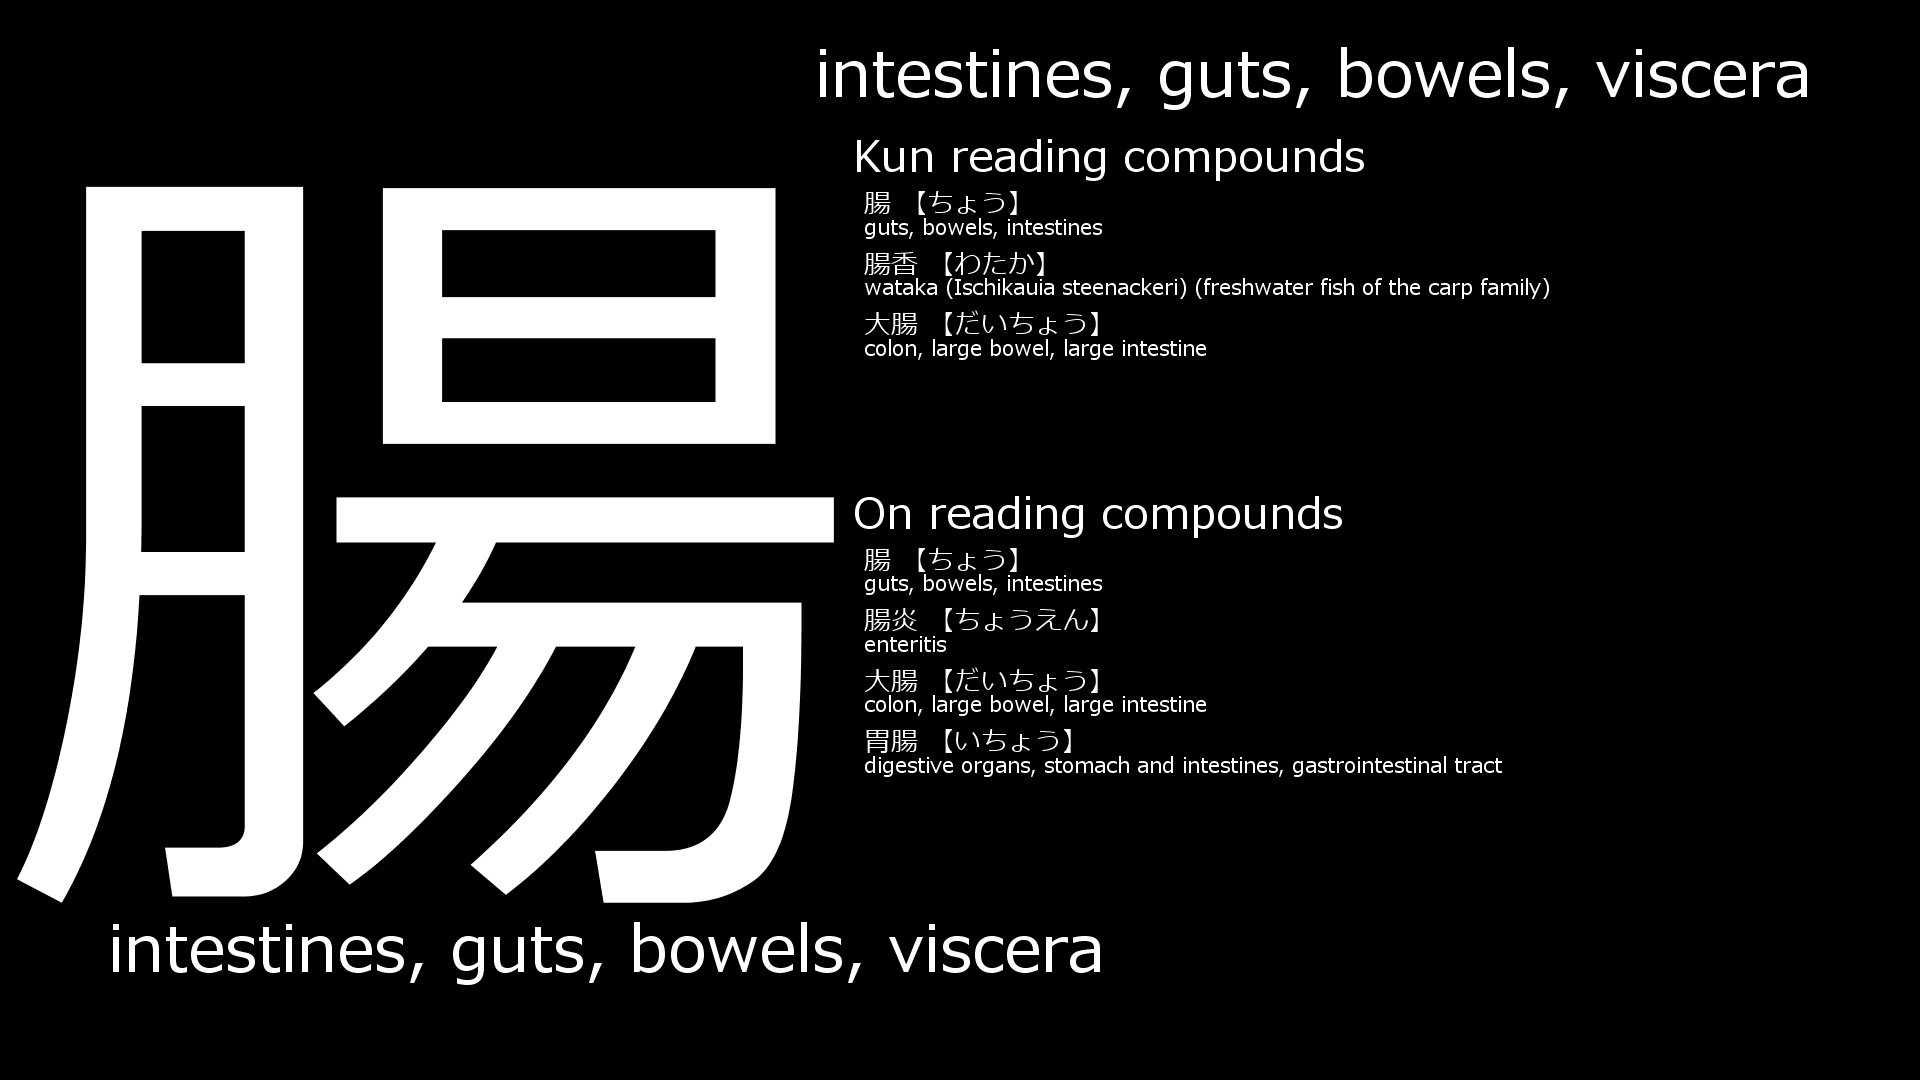 intestines, guts, bowels, viscera
Kun reading compounds
腸 【ちょう】
guts, bowels, intestines
腸香 【わたか】
wataka (Ischikauia steenackeri) (freshwater fish of the carp family)
大腸 【だいちょう】
colon, large bowel, large intestine
腸
On reading compounds
腸 【ちょう】
guts, bowels, intestines
腸炎 【ちょうえん】
enteritis
大腸 【だいちょう】
colon, large bowel, large intestine
胃腸 【いちょう】
digestive organs, stomach and intestines, gastrointestinal tract
intestines, guts, bowels, viscera